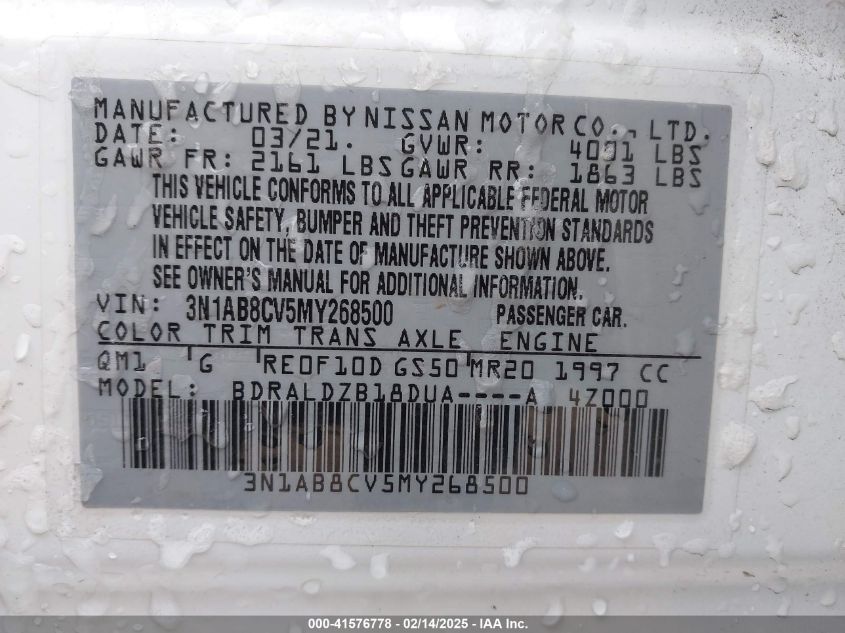 MANUFACTURED BY NISSAN MOTOR CO., LTD.
DATE: 03/21. GVWR: 4001 LBS
GAWR FR: 2161 LBS GAWR RR: 1863 LBS
THIS VEHICLE CONFORMS TO ALL APPLICABLE FEDERAL MOTOR
VEHICLE SAFETY, BUMPER AND THEFT PREVENTION STANDARDS
IN EFFECT ON THE DATE OF MANUFACTURE SHOWN ABOVE.
SEE OWNER'S MANUAL FOR ADDITIONAL INFORMATION.
VIN: 3N1AB8CV5MY268500 PASSENGER CAR.
COLOR TRIM TRANS AXLE ENGINE
QM1 G RE0F10D GS50 MR20 1997 CC
MODEL: BDRALDZB18DUA----A 4Z000
3N1AB8CV5MY268500
000-41576778 - 02/14/2025 - IAA Inc.